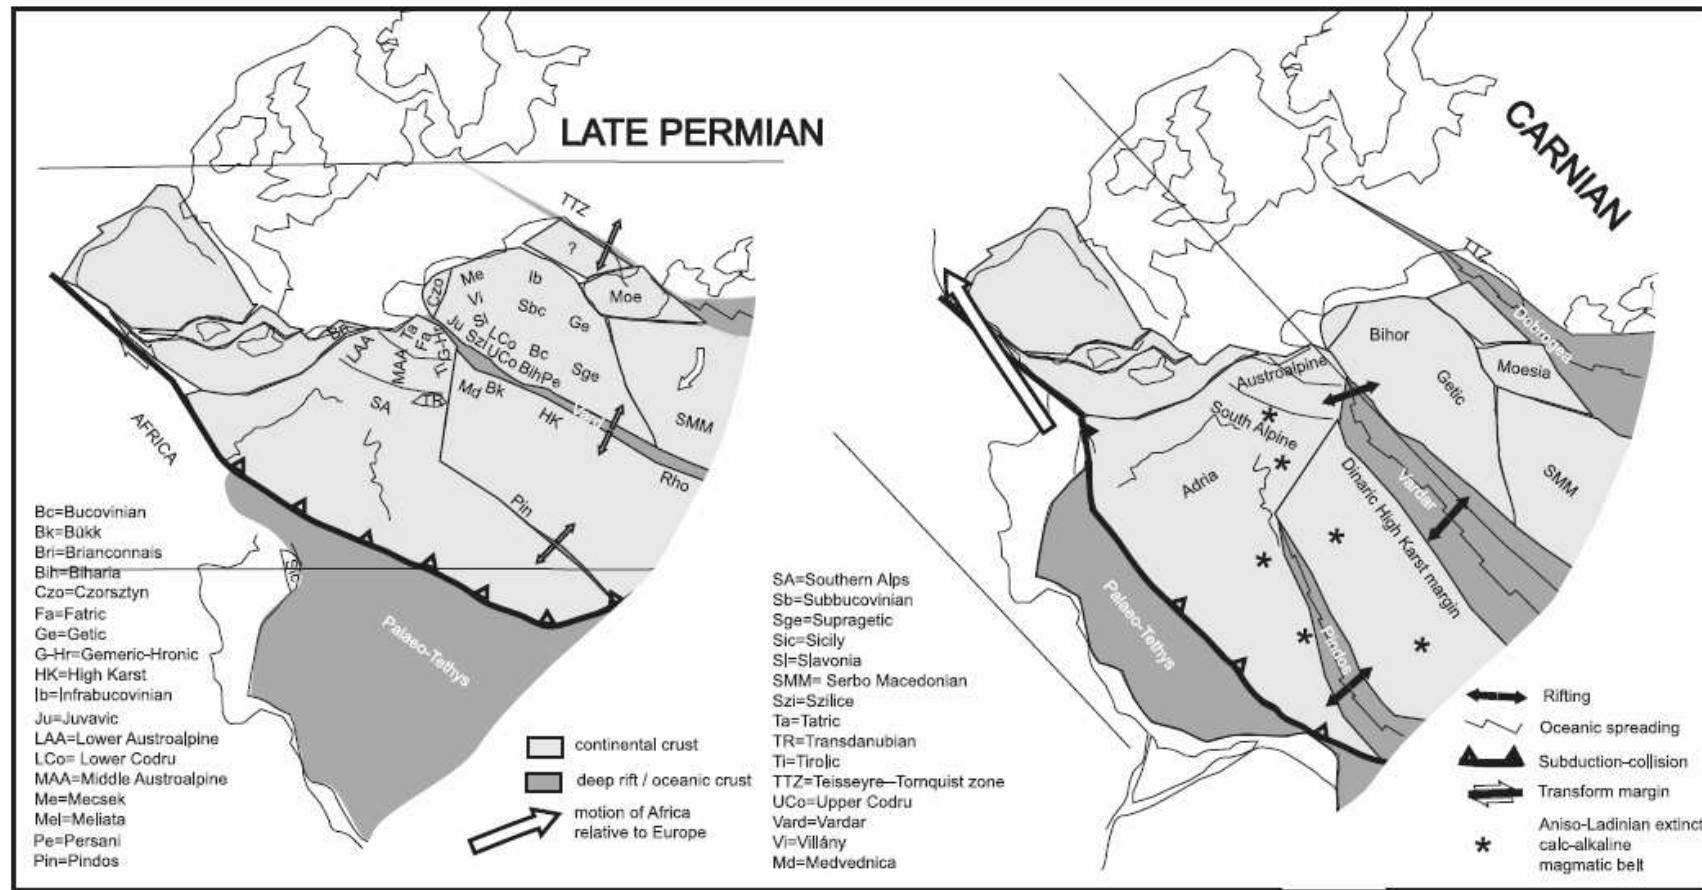 LATE PERMIAN
TTZ
?
Moe
Czo
Me
Ib
Vi
Sbc
Sl
Ge
Ju
LCo
Szi
UCo
Bc
BihPe
Sge
LAA
MAA
Ta
Fa
Ti
G-Hr
TR
SA
Md
Bk
HK
Vard
SMM
Rho
Pin
AFRICA
Sic
Palaeo-Tethys
Bc=Bucovinian
Bk=Bükk
Bri=Brianconnais
Bih=Biharia
Czo=Czorsztyn
Fa=Fatric
Ge=Getic
G-Hr=Gemeric-Hronic
HK=High Karst
Ib=Infrabucovinian
Ju=Juvavic
LAA=Lower Austroalpine
LCo= Lower Codru
MAA=Middle Austroalpine
Me=Mecsek
Mel=Meliata
Pe=Persani
Pin=Pindos
continental crust
deep rift / oceanic crust
motion of Africa
relative to Europe
SA=Southern Alps
Sb=Subbucovinian
Sge=Supragetic
Sic=Sicily
Sl=Slavonia
SMM= Serbo Macedonian
Szi=Szilice
Ta=Tatric
TR=Transdanubian
Ti=Tirolic
TTZ=Teisseyre–Tornquist zone
UCo=Upper Codru
Vard=Vardar
Vi=Villány
Md=Medvednica
CARNIAN
TTZ
Dobrogea
Bihor
Moesia
Getic
SMM
Austroalpine
South Alpine
Adria
Vardar
Dinaric High Karst margin
Pindos
Palaeo-Tethys
Rifting
Oceanic spreading
Subduction-collision
Transform margin
Aniso-Ladinian extinct
calc-alkaline
magmatic belt